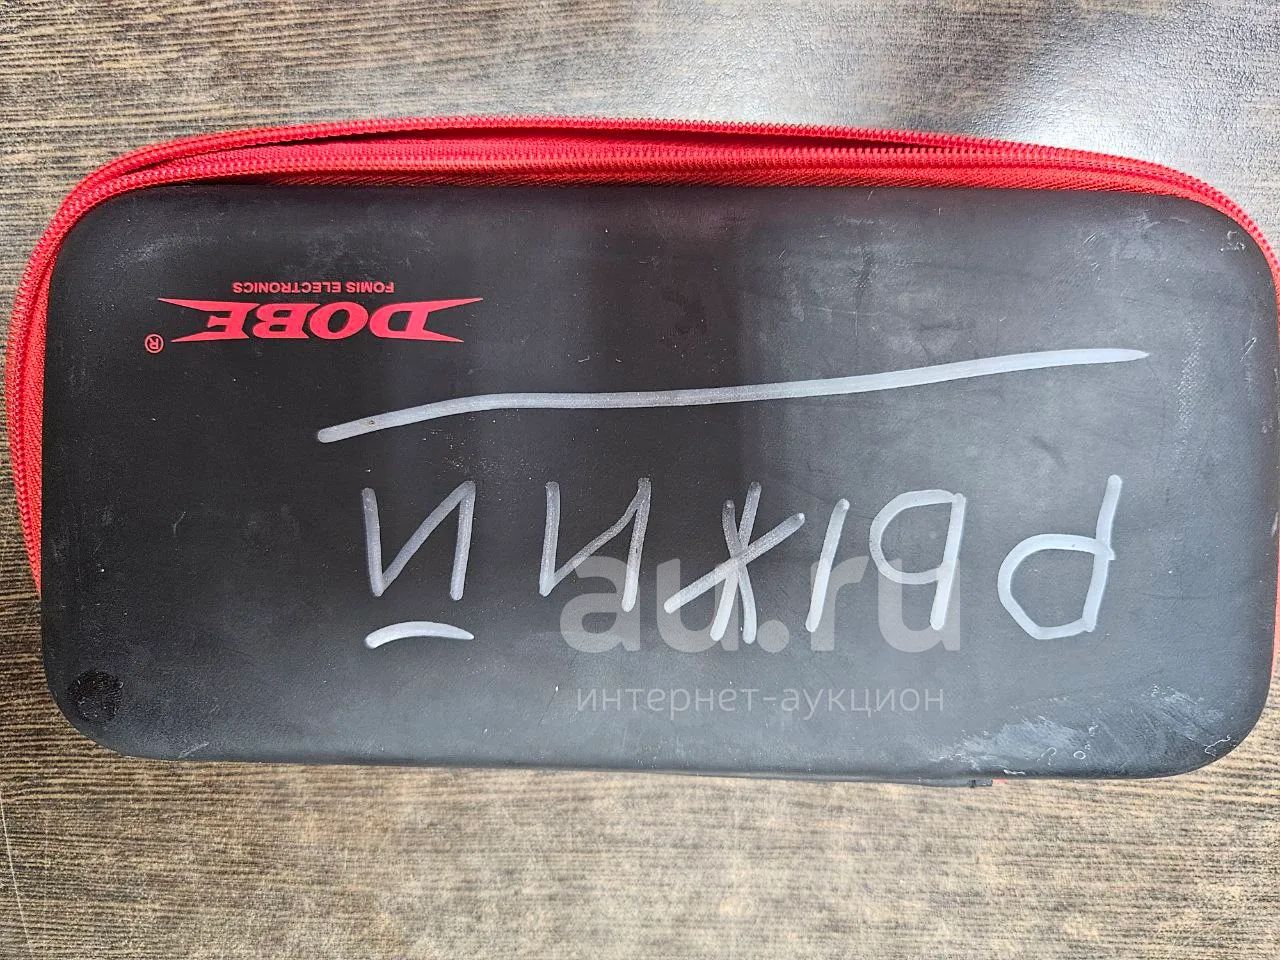 РЫЖИЙ
DOBE ®
FOMIS ELECTRONICS
au.ru
интернет-аукцион